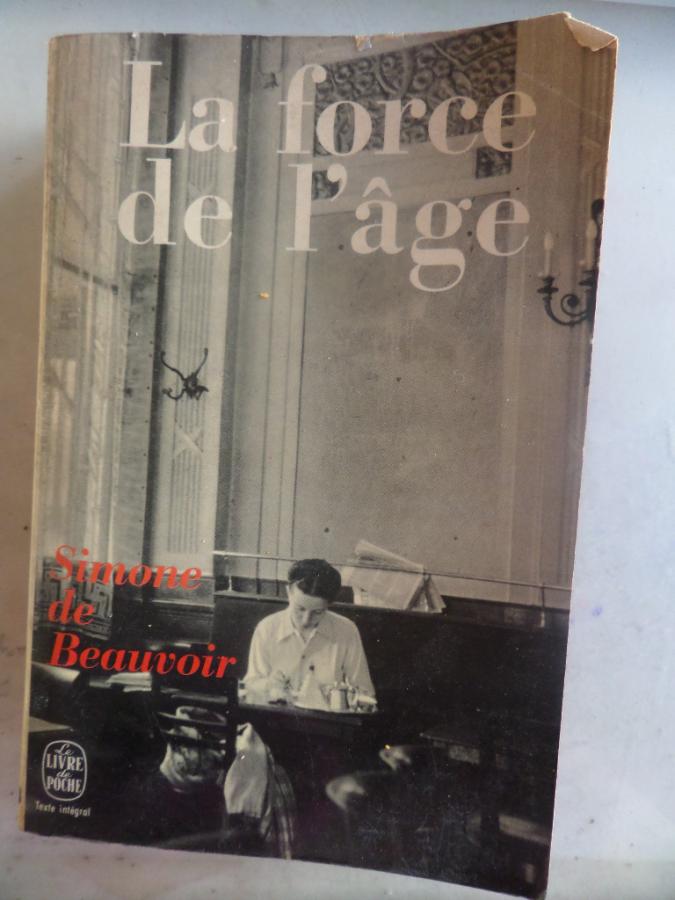 La force
de l'âge
Simone
de
Beauvoir
Le
LIVRE
de
POCHE
Texte intégral